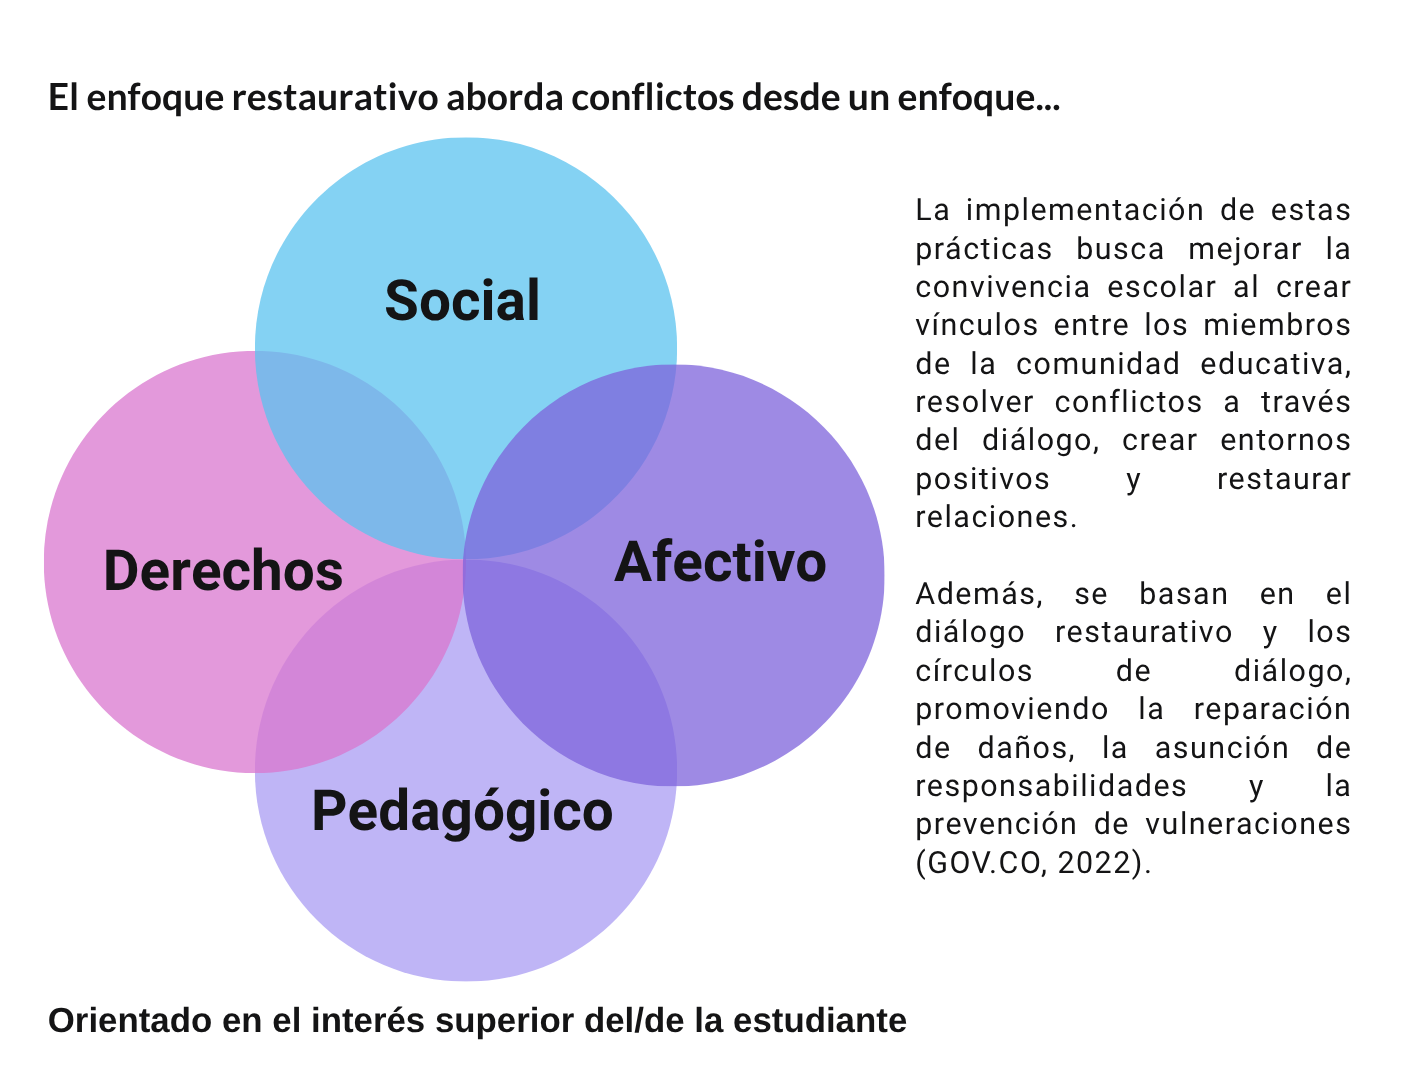 El enfoque restaurativo aborda conflictos desde un enfoque...
Social
Derechos
Afectivo
Pedagógico
La implementación de estas
prácticas busca mejorar la
convivencia escolar al crear
vínculos entre los miembros
de la comunidad educativa,
resolver conflictos a través
del diálogo, crear entornos
positivos y restaurar
relaciones.
Además, se basan en el
diálogo restaurativo y los
círculos de diálogo,
promoviendo la reparación
de daños, la asunción de
responsabilidades y la
prevención de vulneraciones
(GOV.CO, 2022).
Orientado en el interés superior del/de la estudiante